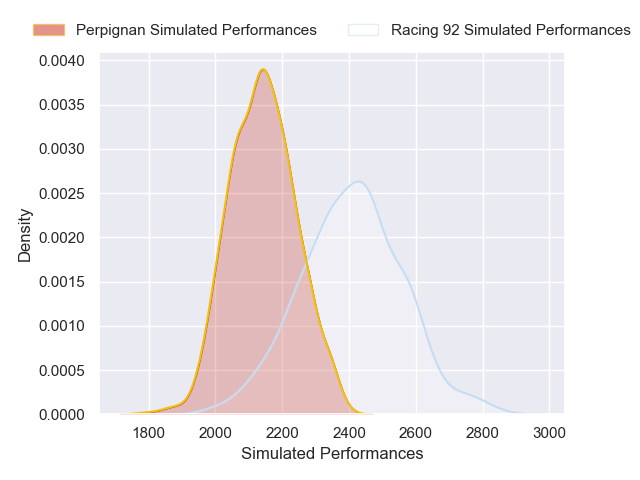 Perpignan Simulated Performances
Racing 92 Simulated Performances
0.0040
0.0035
0.0030
0.0025
0.0020
0.0015
0.0010
0.0005
0.0000
Density
1800 2000 2200 2400 2600 2800 3000
Simulated Performances